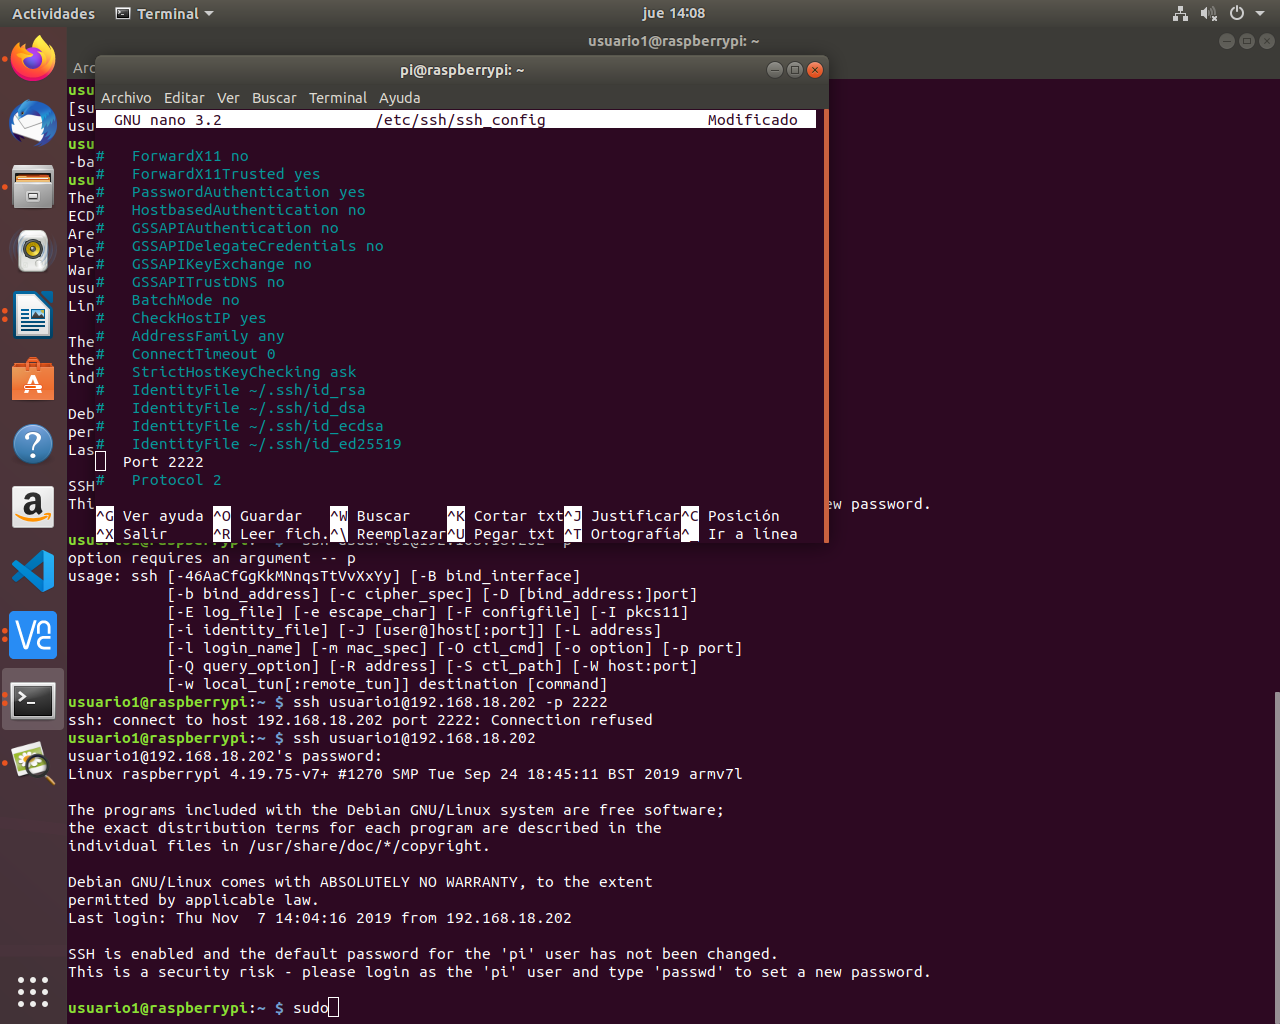 Actividades
Terminal
jue 14:08
usuario1@raspberrypi: ~
Arc
pi@raspberrypi: ~
Archivo Editar Ver Buscar Terminal Ayuda
GNU nano 3.2 /etc/ssh/ssh_config Modificado
# ForwardX11 no
# ForwardX11Trusted yes
# PasswordAuthentication yes
# HostbasedAuthentication no
# GSSAPIAuthentication no
# GSSAPIDelegateCredentials no
# GSSAPIKeyExchange no
# GSSAPITrustDNS no
# BatchMode no
# CheckHostIP yes
# AddressFamily any
# ConnectTimeout 0
# StrictHostKeyChecking ask
# IdentityFile ~/.ssh/id_rsa
# IdentityFile ~/.ssh/id_dsa
# IdentityFile ~/.ssh/id_ecdsa
# IdentityFile ~/.ssh/id_ed25519
Port 2222
# Protocol 2
^G Ver ayuda ^O Guardar ^W Buscar ^K Cortar txt ^J Justificar ^C Posición
^X Salir ^R Leer fich. ^\ Reemplazar ^U Pegar txt ^T Ortografía ^_ Ir a línea
usu
[su
usu
usu
-ba
usu
The
ECD
Are
Ple
War
usu
Lin
The
the
ind
Deb
per
Las
SSH
Thi
ew password.
usuario1@raspberrypi:~ $ ssh usuario1@192.168.18.202 -p
option requires an argument -- p
usage: ssh [-46AaCfGgKkMNnqsTtVvXxYy] [-B bind_interface]
[-b bind_address] [-c cipher_spec] [-D [bind_address:]port]
[-E log_file] [-e escape_char] [-F configfile] [-I pkcs11]
[-i identity_file] [-J [user@]host[:port]] [-L address]
[-l login_name] [-m mac_spec] [-O ctl_cmd] [-o option] [-p port]
[-Q query_option] [-R address] [-S ctl_path] [-W host:port]
[-w local_tun[:remote_tun]] destination [command]
usuario1@raspberrypi:~ $ ssh usuario1@192.168.18.202 -p 2222
ssh: connect to host 192.168.18.202 port 2222: Connection refused
usuario1@raspberrypi:~ $ ssh usuario1@192.168.18.202
usuario1@192.168.18.202's password:
Linux raspberrypi 4.19.75-v7+ #1270 SMP Tue Sep 24 18:45:11 BST 2019 armv7l
The programs included with the Debian GNU/Linux system are free software;
the exact distribution terms for each program are described in the
individual files in /usr/share/doc/*/copyright.
Debian GNU/Linux comes with ABSOLUTELY NO WARRANTY, to the extent
permitted by applicable law.
Last login: Thu Nov  7 14:04:16 2019 from 192.168.18.202
SSH is enabled and the default password for the 'pi' user has not been changed.
This is a security risk - please login as the 'pi' user and type 'passwd' to set a new password.
usuario1@raspberrypi:~ $ sudo